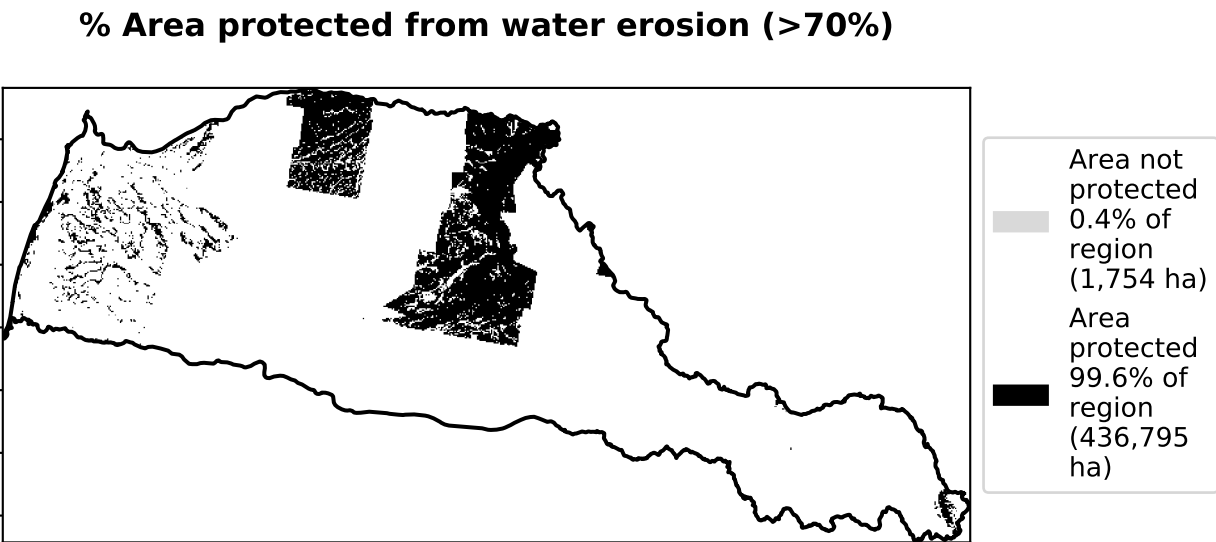 % Area protected from water erosion (>70%)
Area not
protected
0.4% of
region
(1,754 ha)
Area
protected
99.6% of
region
(436,795
ha)